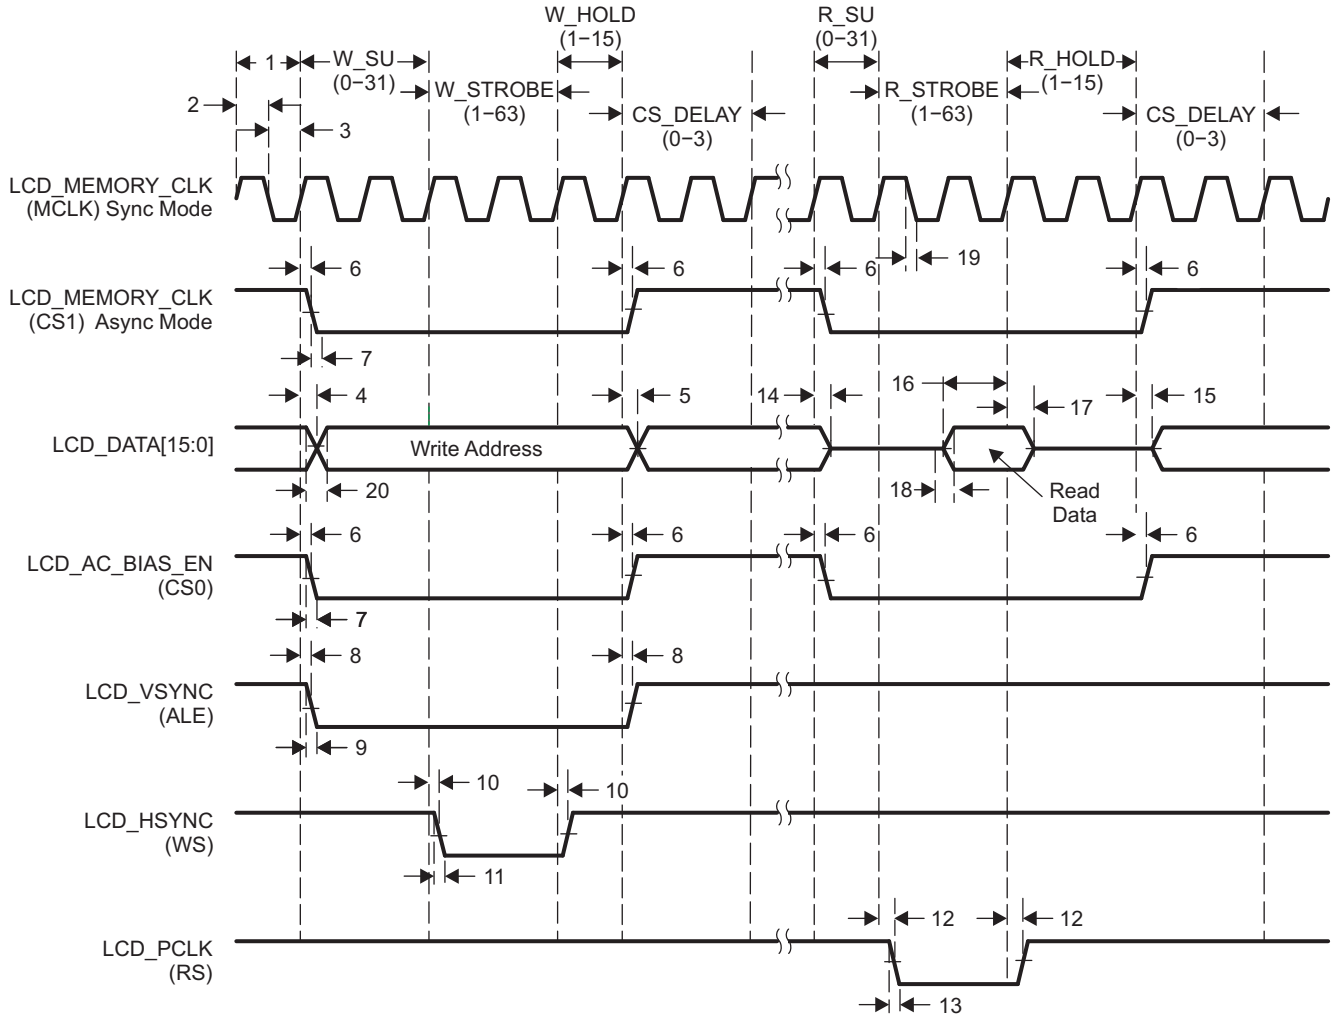 W_HOLD
(1−15)
R_SU
(0−31)
1
W_SU
(0−31)
R_HOLD
(1−15)
2
W_STROBE
(1−63)
R_STROBE
(1−63)
CS_DELAY
(0−3)
CS_DELAY
(0−3)
3
LCD_MEMORY_CLK
(MCLK) Sync Mode
19
6 6 6 6
LCD_MEMORY_CLK
(CS1) Async Mode
7
16
4 5 14 17 15
LCD_DATA[15:0]
Write Address
20 18
Read
Data
6 6 6 6
LCD_AC_BIAS_EN
(CS0)
7
8 8
LCD_VSYNC
(ALE)
9
10 10
LCD_HSYNC
(WS)
11
12 12
LCD_PCLK
(RS)
13